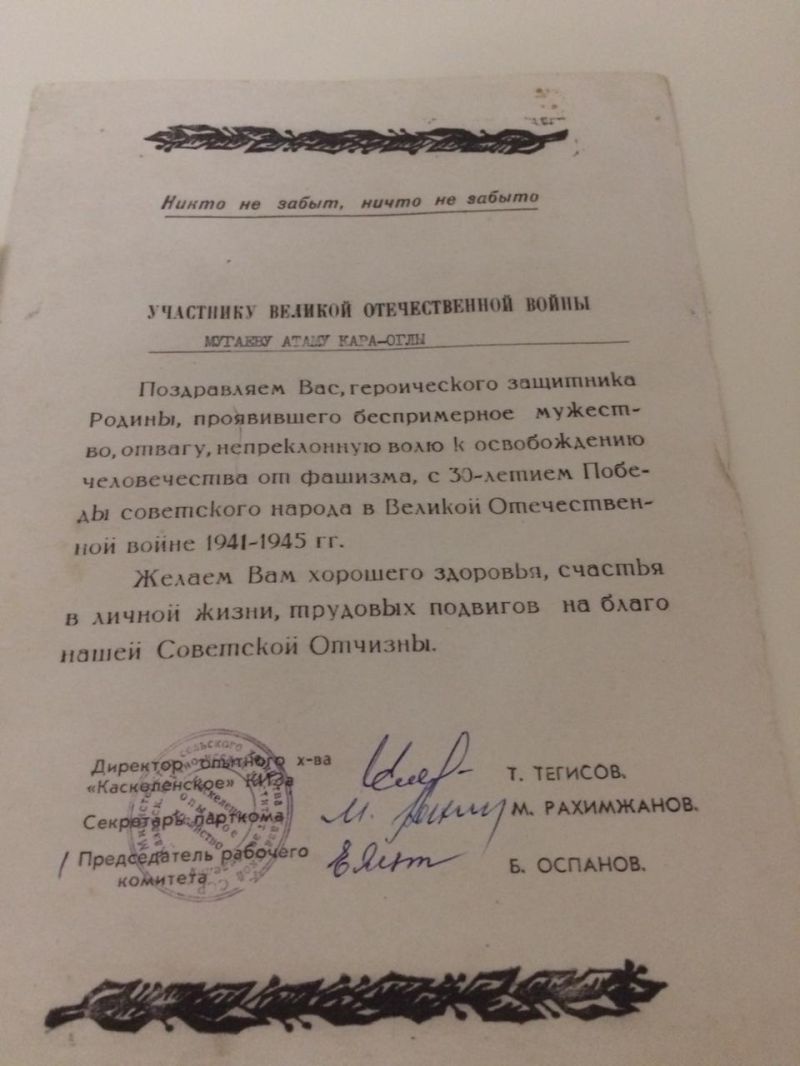 Никто не забыт, ничто не забыто
УЧАСТНИКУ ВЕЛИКОЙ ОТЕЧЕСТВЕННОЙ ВОЙНЫ
МУГАЕВУ АТАМУ КАРА-ОГЛЫ
Поздравляем Вас, героического защитника
Родины, проявившего беспримерное мужест-
во, отвагу, непреклонную волю к освобождению
человечества от фашизма, с 30-летием Побе-
ды советского народа в Великой Отечествен-
ной войне 1941-1945 гг.
Желаем Вам хорошего здоровья, счастья
в личной жизни, трудовых подвигов на благо
нашей Советской Отчизны.
Директор опытного х-ва
«Каскеленское» КИЗа Т. ТЕГИСОВ.
Секретарь парткома М. РАХИМЖАНОВ.
Председатель рабочего
комитета Б. ОСПАНОВ.